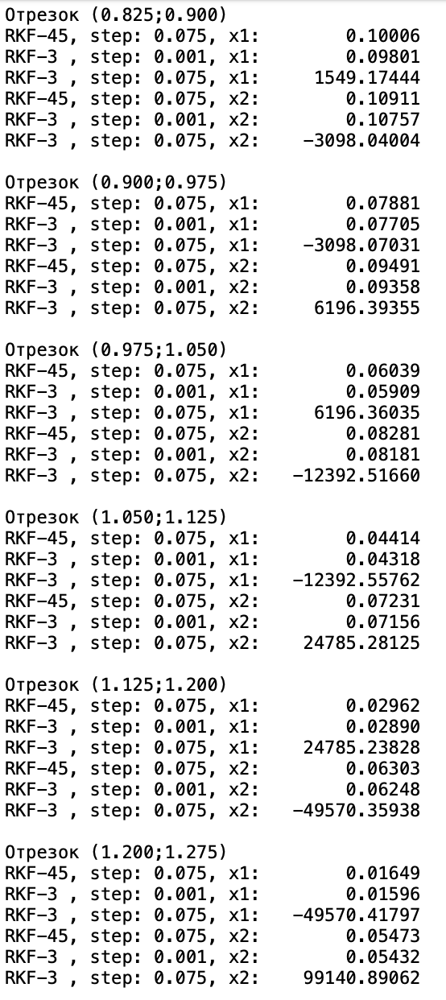 Отрезок (0.825;0.900)
RKF-45, step: 0.075, x1: 0.10006
RKF-3 , step: 0.001, x1: 0.09801
RKF-3 , step: 0.075, x1: 1549.17444
RKF-45, step: 0.075, x2: 0.10911
RKF-3 , step: 0.001, x2: 0.10757
RKF-3 , step: 0.075, x2: -3098.04004
Отрезок (0.900;0.975)
RKF-45, step: 0.075, x1: 0.07881
RKF-3 , step: 0.001, x1: 0.07705
RKF-3 , step: 0.075, x1: -3098.07031
RKF-45, step: 0.075, x2: 0.09491
RKF-3 , step: 0.001, x2: 0.09358
RKF-3 , step: 0.075, x2: 6196.39355
Отрезок (0.975;1.050)
RKF-45, step: 0.075, x1: 0.06039
RKF-3 , step: 0.001, x1: 0.05909
RKF-3 , step: 0.075, x1: 6196.36035
RKF-45, step: 0.075, x2: 0.08281
RKF-3 , step: 0.001, x2: 0.08181
RKF-3 , step: 0.075, x2: -12392.51660
Отрезок (1.050;1.125)
RKF-45, step: 0.075, x1: 0.04414
RKF-3 , step: 0.001, x1: 0.04318
RKF-3 , step: 0.075, x1: -12392.55762
RKF-45, step: 0.075, x2: 0.07231
RKF-3 , step: 0.001, x2: 0.07156
RKF-3 , step: 0.075, x2: 24785.28125
Отрезок (1.125;1.200)
RKF-45, step: 0.075, x1: 0.02962
RKF-3 , step: 0.001, x1: 0.02890
RKF-3 , step: 0.075, x1: 24785.23828
RKF-45, step: 0.075, x2: 0.06303
RKF-3 , step: 0.001, x2: 0.06248
RKF-3 , step: 0.075, x2: -49570.35938
Отрезок (1.200;1.275)
RKF-45, step: 0.075, x1: 0.01649
RKF-3 , step: 0.001, x1: 0.01596
RKF-3 , step: 0.075, x1: -49570.41797
RKF-45, step: 0.075, x2: 0.05473
RKF-3 , step: 0.001, x2: 0.05432
RKF-3 , step: 0.075, x2: 99140.89062